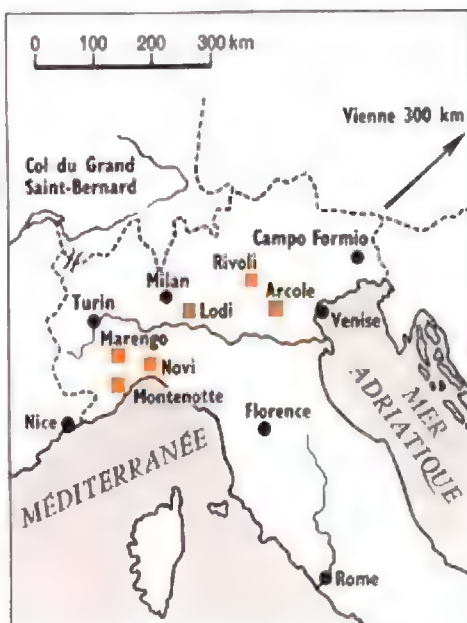 0 100 200 300 km
Vienne 300 km
Col du Grand
Saint-Bernard
Campo Formio
Rivoli
Milan
Arcole
Turin
Lodi
Venise
Marengo
Novi
Montenotte
Nice
Florence
MER
ADRIATIQUE
MÉDITERRANÉE
Rome